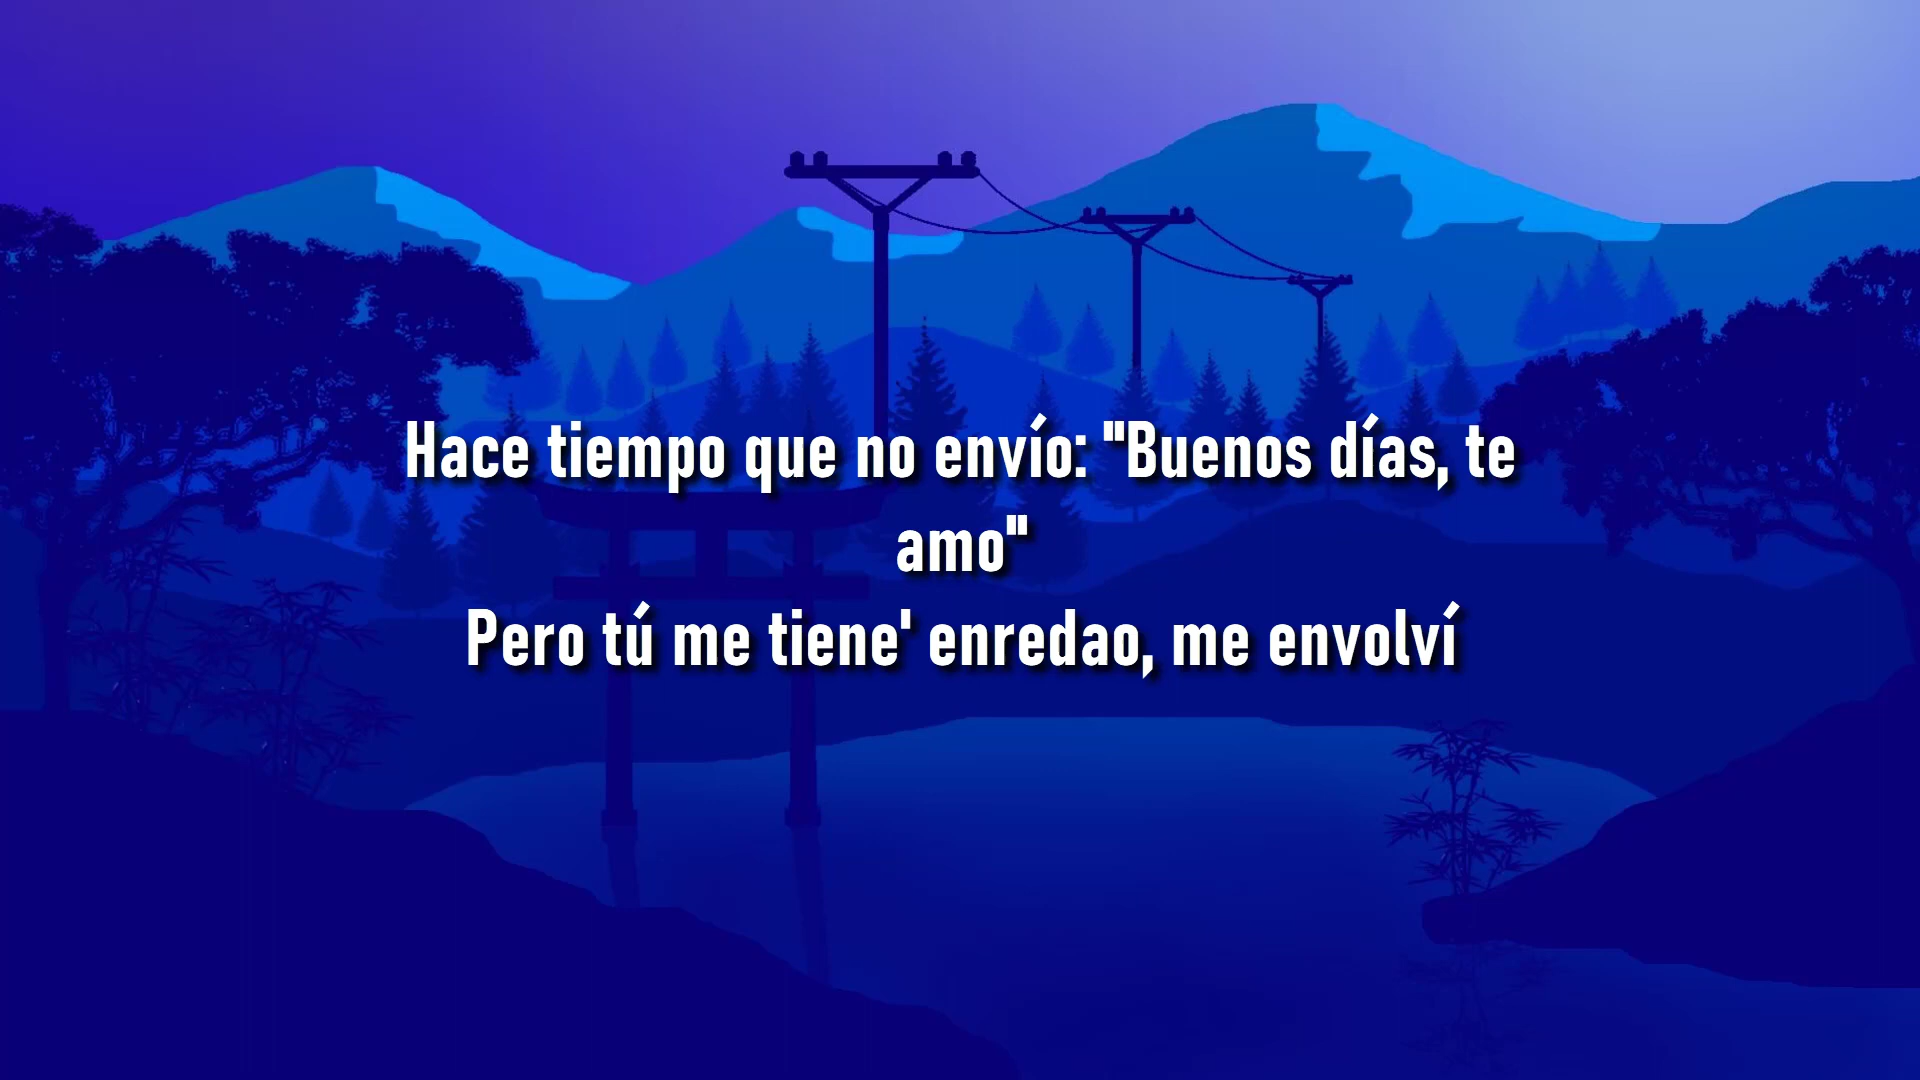 Hace tiempo que no envío: "Buenos días, te
amo"
Pero tú me tiene' enredao, me envolví